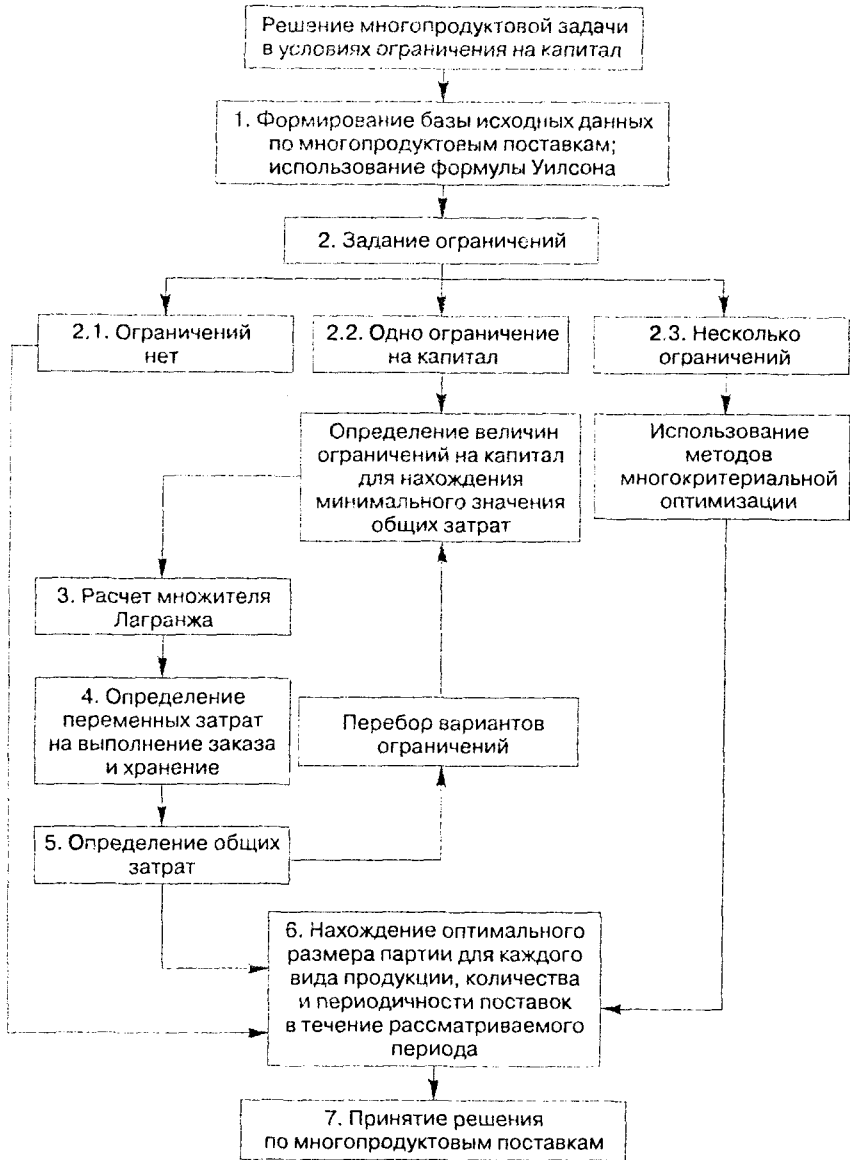 Решение многопродуктовой задачи
в условиях ограничения на капитал
1. Формирование базы исходных данных
по многопродуктовым поставкам;
использование формулы Уилсона
2. Задание ограничений
2.1. Ограничений
нет
2.2. Одно ограничение
на капитал
2.3. Несколько
ограничений
Определение величин
ограничений на капитал
для нахождения
минимального значения
общих затрат
Использование
методов
многокритериальной
оптимизации
3. Расчет множителя
Лагранжа
4. Определение
переменных затрат
на выполнение заказа
и хранение
Перебор вариантов
ограничений
5. Определение общих
затрат
6. Нахождение оптимального
размера партии для каждого
вида продукции, количества
и периодичности поставок
в течение рассматриваемого
периода
7. Принятие решения
по многопродуктовым поставкам